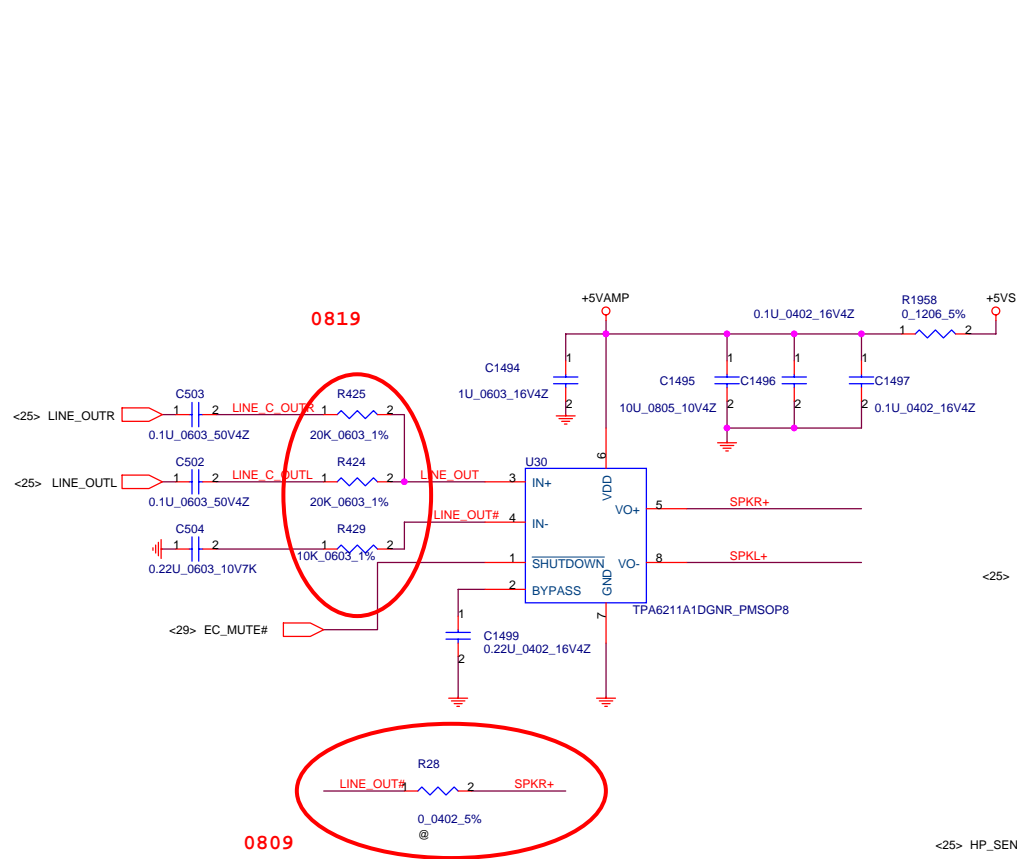 +5VAMP
R1958
0_1206_5%
+5VS
0819
0.1U_0402_16V4Z
1 2
C1494
1
1U_0603_16V4Z
2
C1495
1
10U_0805_10V4Z
2
C1496
1
2
1
C1497
2 0.1U_0402_16V4Z
C503
<25> LINE_OUTR
1 2
LINE_C_OUTR
0.1U_0603_50V4Z
R425
1 2
20K_0603_1%
C502
<25> LINE_OUTL
1 2
LINE_C_OUTL
0.1U_0603_50V4Z
R424
1 2
20K_0603_1%
LINE_OUT
C504
1 2
0.22U_0603_10V7K
R429
1 2
10K_0603_1%
LINE_OUT#
U30
6
VDD
3 IN+
4 IN-
1 SHUTDOWN
2 BYPASS
VO+ 5 SPKR+
VO- 8 SPKL+
GND
7
TPA6211A1DGNR_PMSOP8
<25>
<29> EC_MUTE#
1
C1499
0.22U_0402_16V4Z
2
R28
LINE_OUT# 1 2 SPKR+
0_0402_5%
@
0809
<25> HP_SEN